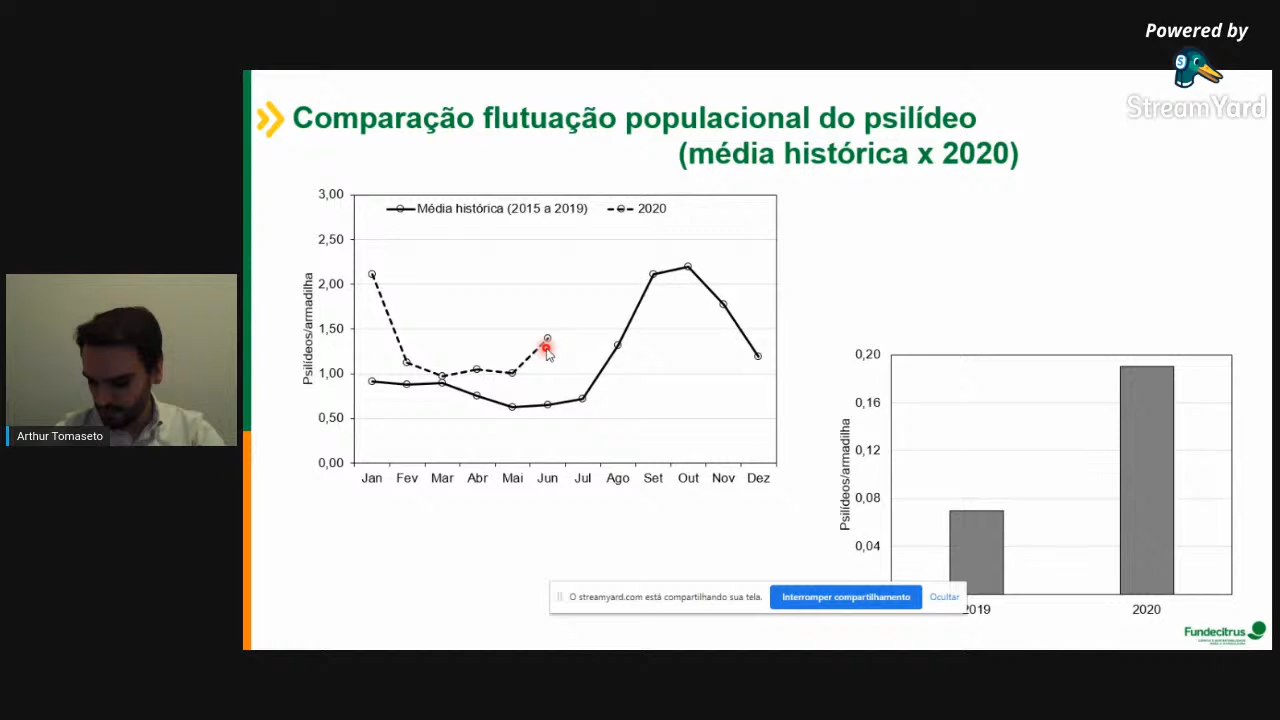 Powered by
StreamYard
Comparação flutuação populacional do psilídeo
(média histórica x 2020)
3,00
2,50
2,00
1,50
1,00
0,50
0,00
Psilídeos/armadilha
Média histórica (2015 a 2019)
2020
Jan Fev Mar Abr Mai Jun Jul Ago Set Out Nov Dez
Arthur Tomaseto
0,20
0,16
0,12
0,08
0,04
Psilídeos/armadilha
2019 2020
O streamyard.com está compartilhando sua tela. Interromper compartilhamento Ocultar
Fundecitrus